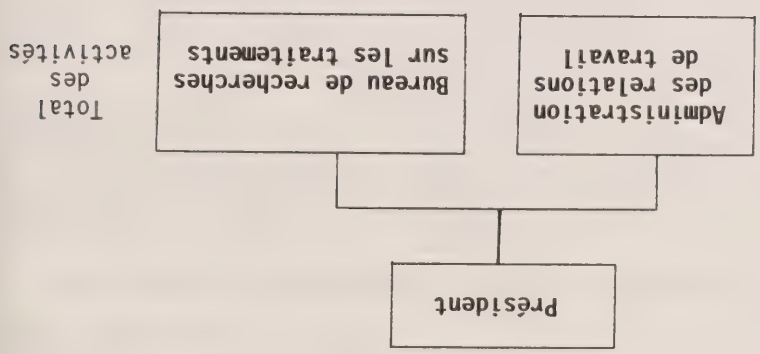 Président
Administration
des relations
de travail
Bureau de recherches
sur les traitements
Total
des
activités